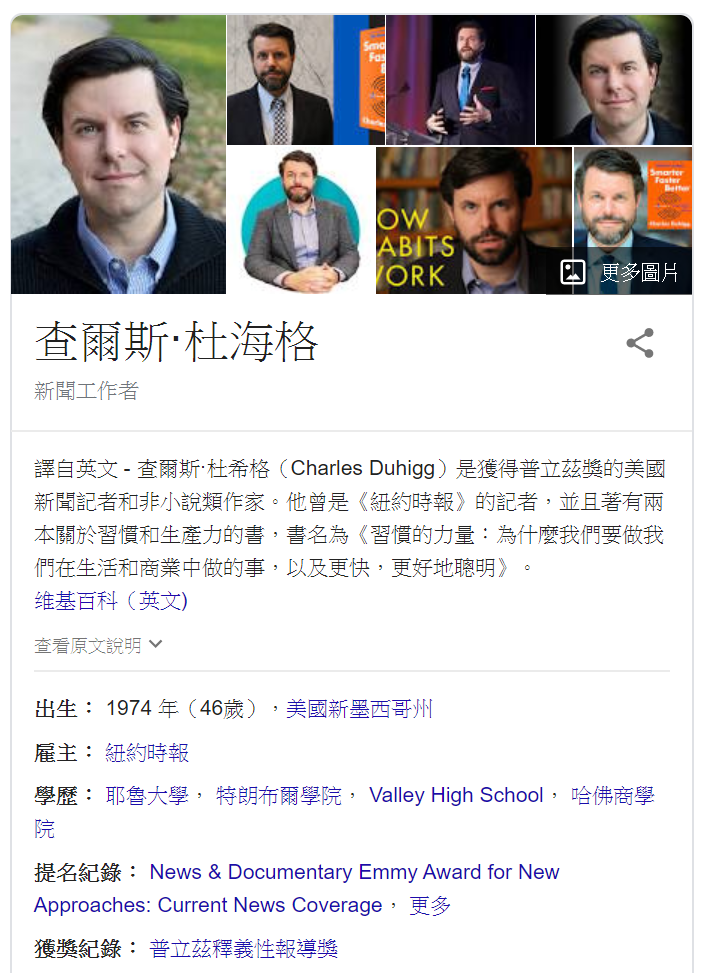 Sma
Fas
Be
Charles
OW
ABITS
WORK
Smarter
Faster
Better
Charles Duhigg
更多圖片
查爾斯·杜海格
新聞工作者
譯自英文 - 查爾斯·杜希格（Charles Duhigg）是獲得普立茲獎的美國
新聞記者和非小說類作家。他曾是《紐約時報》的記者，並且著有兩
本關於習慣和生產力的書，書名為《習慣的力量：為什麼我們要做我
們在生活和商業中做的事，以及更快，更好地聰明》。
维基百科（英文)
查看原文說明
出生： 1974 年（46歲），美國新墨西哥州
雇主： 紐約時報
學歷： 耶魯大學， 特朗布爾學院， Valley High School， 哈佛商學
院
提名紀錄： News & Documentary Emmy Award for New
Approaches: Current News Coverage， 更多
獲獎紀錄： 普立茲釋義性報導獎